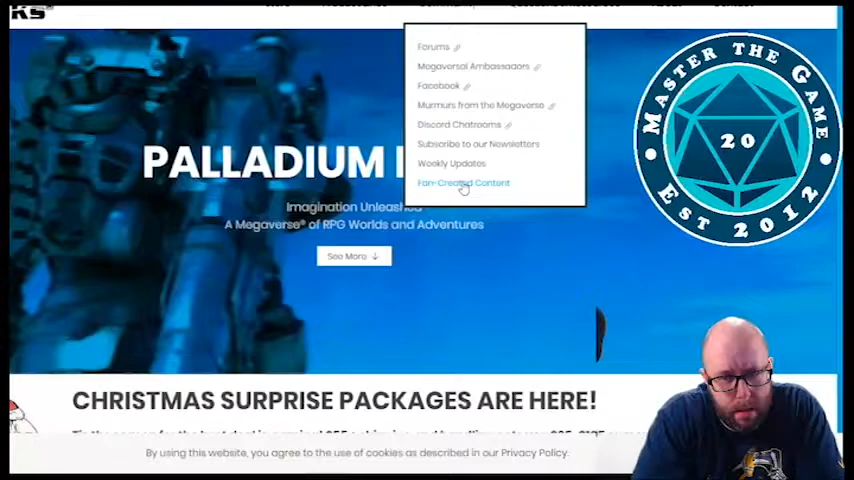 Forums
Megaversal Ambassadors
Facebook
Murmurs from the Megaverse
Discord Chatrooms
Subscribe to our Newsletters
Weekly Updates
Fan-Created Content
PALLADIUM
Imagination Unleashed
A Megaverse® of RPG Worlds and Adventures
See More ↓
MASTER THE GAME
20
EST 2012
CHRISTMAS SURPRISE PACKAGES ARE HERE!
By using this website, you agree to the use of cookies as described in our Privacy Policy.